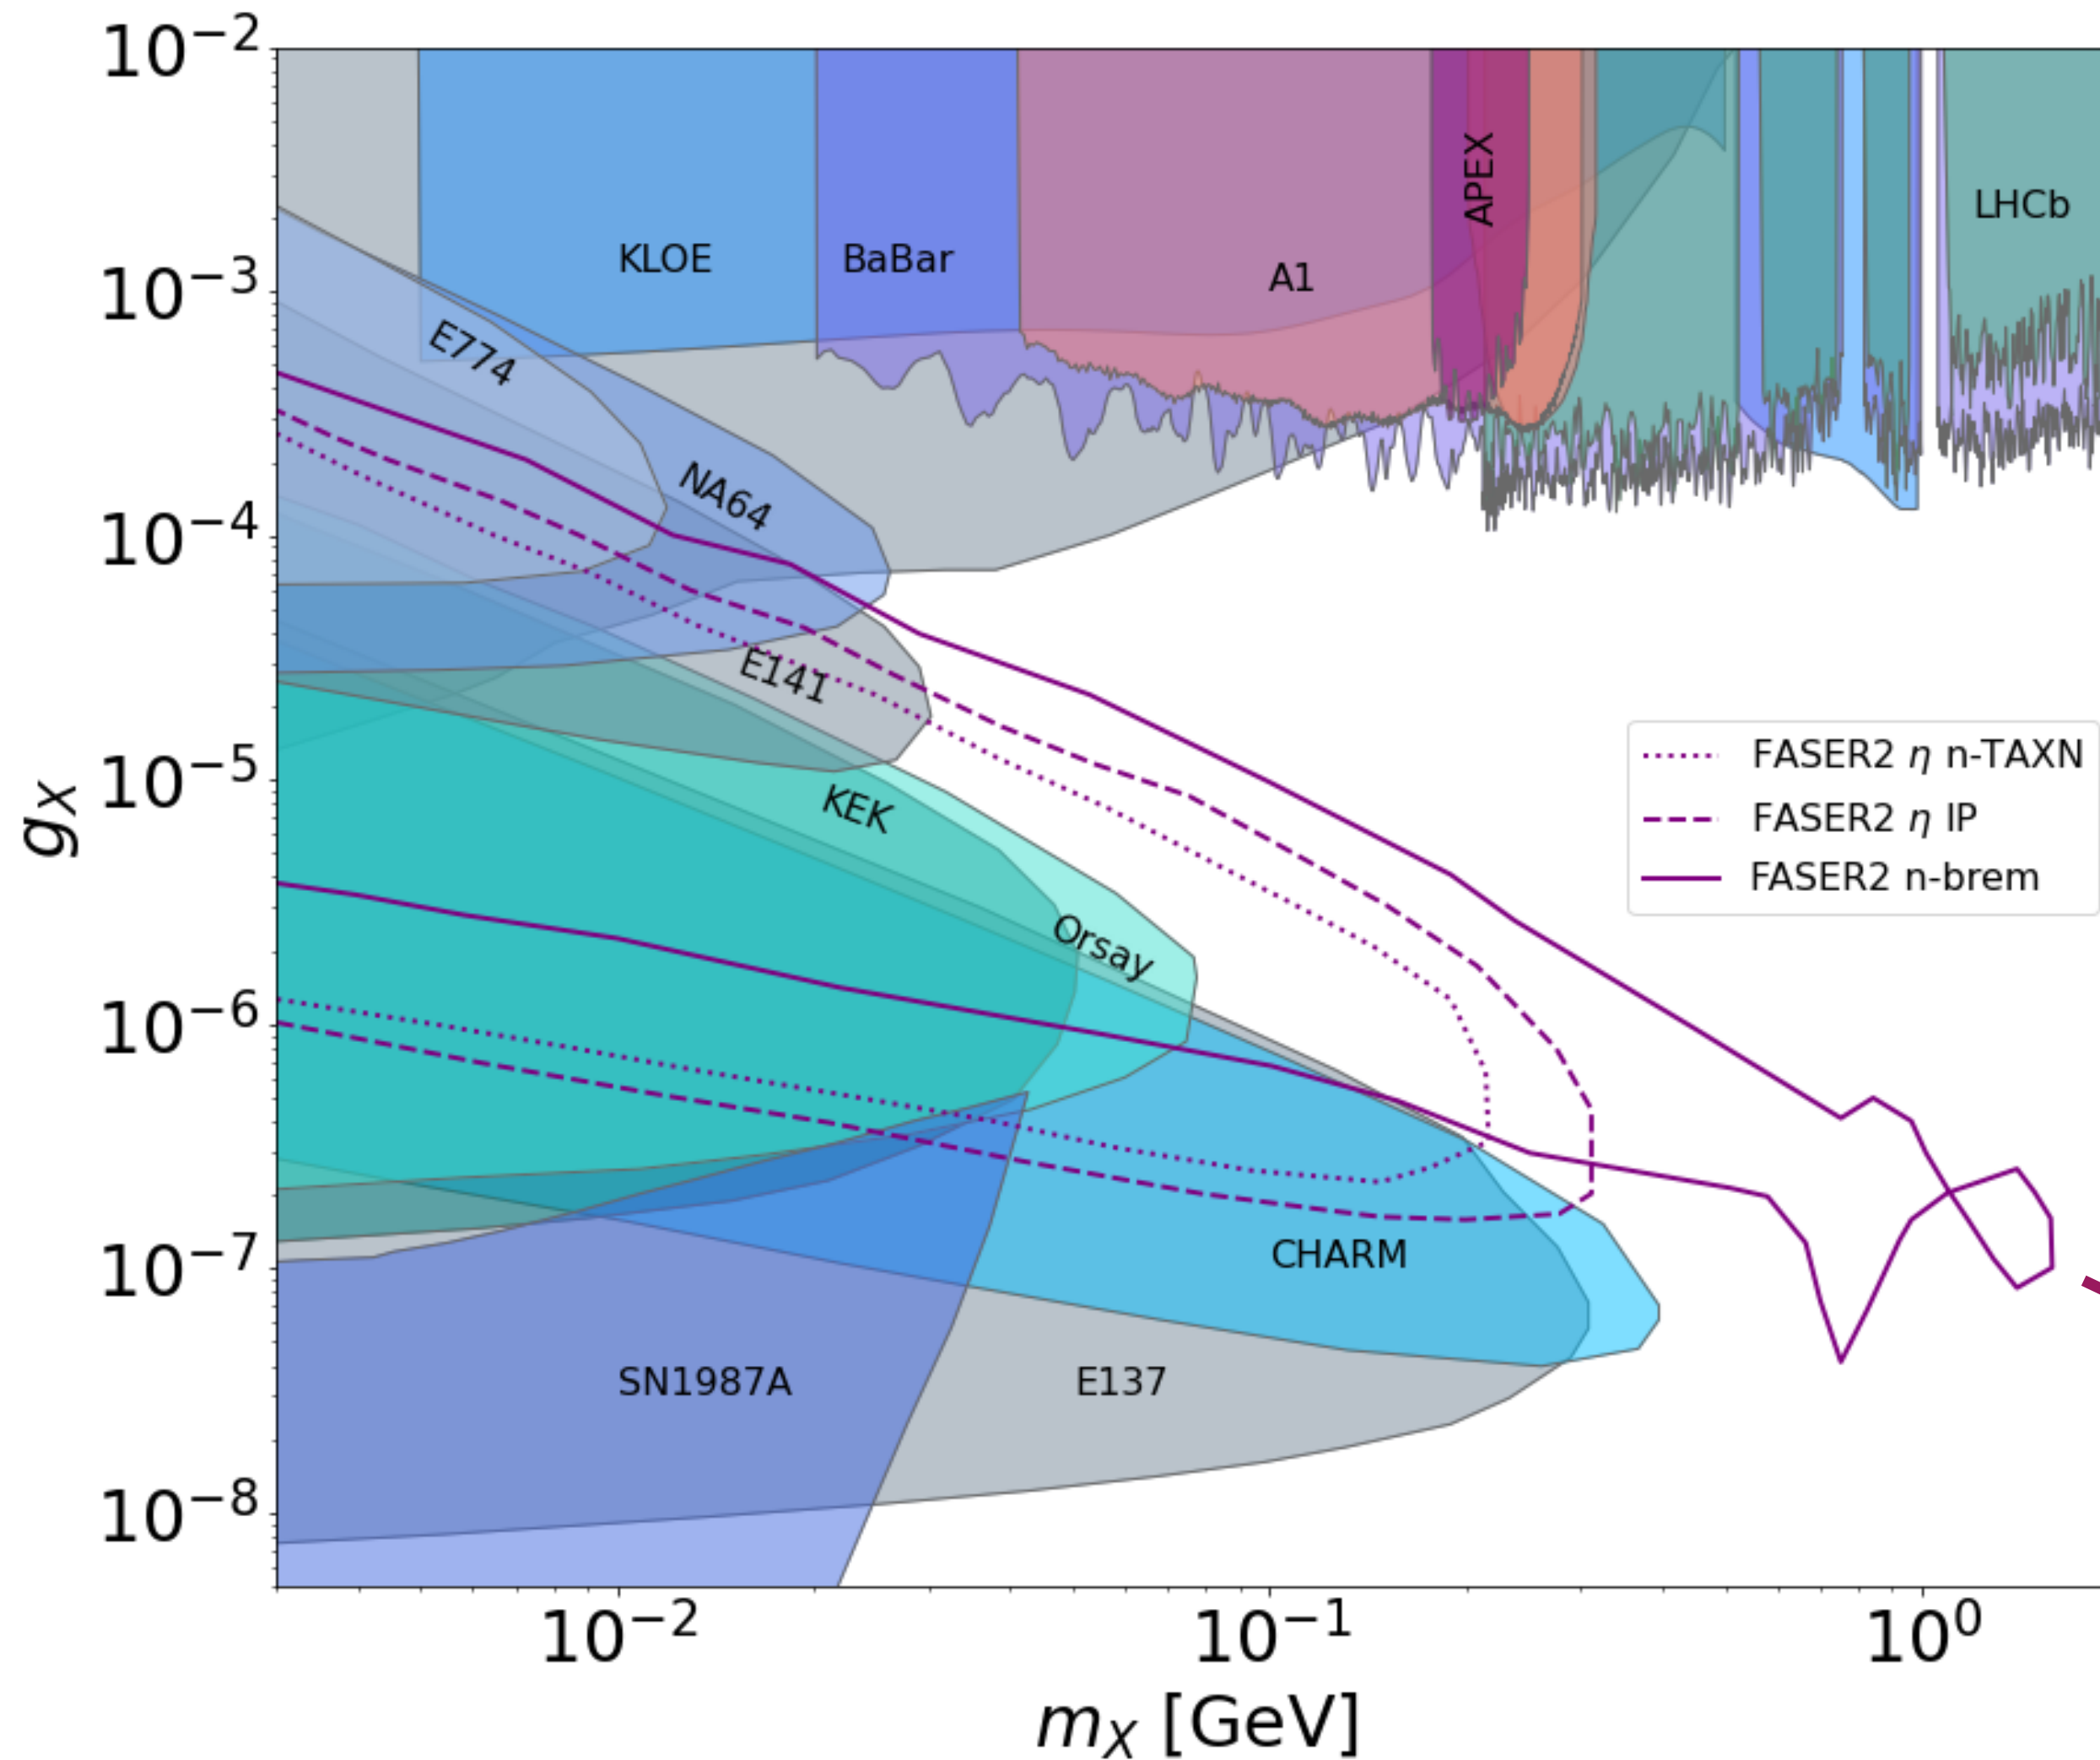 10⁻²
10⁻³
10⁻⁴
10⁻⁵
10⁻⁶
10⁻⁷
10⁻⁸
g_X
KLOE
BaBar
A1
APEX
LHCb
E774
NA64
E141
KEK
Orsay
CHARM
SN1987A
E137
FASER2 η n-TAXN
FASER2 η IP
FASER2 n-brem
10⁻²
10⁻¹
10⁰
m_X [GeV]